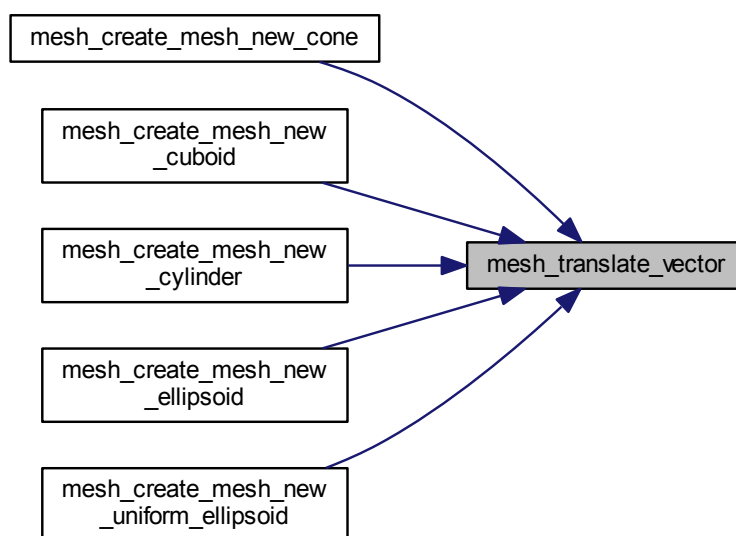 mesh_create_mesh_new_cone
mesh_create_mesh_new
_cuboid
mesh_create_mesh_new
_cylinder
mesh_translate_vector
mesh_create_mesh_new
_ellipsoid
mesh_create_mesh_new
_uniform_ellipsoid